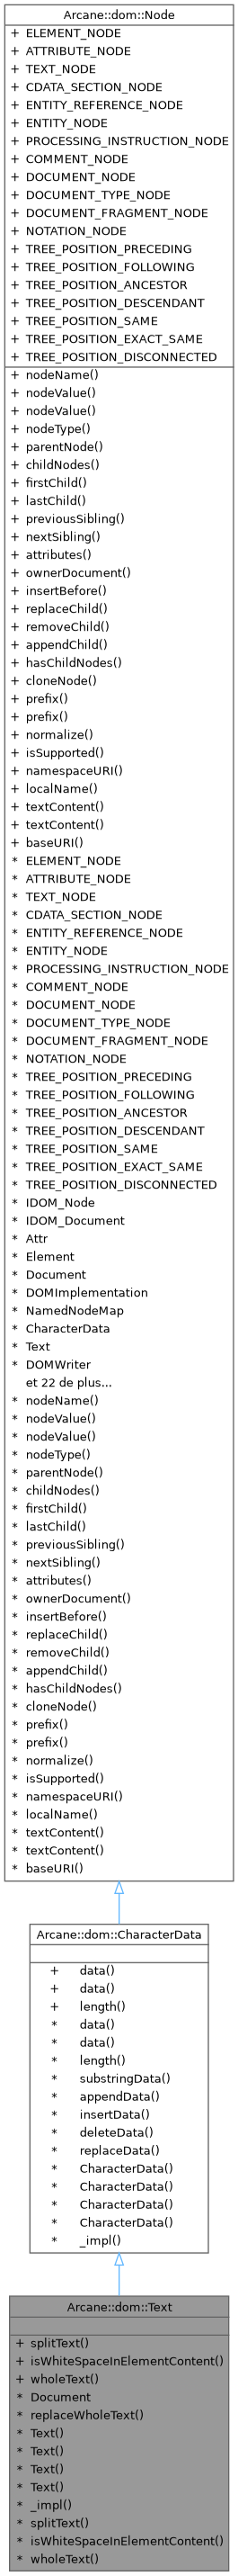 Arcane::dom::Node
+ ELEMENT_NODE
+ ATTRIBUTE_NODE
+ TEXT_NODE
+ CDATA_SECTION_NODE
+ ENTITY_REFERENCE_NODE
+ ENTITY_NODE
+ PROCESSING_INSTRUCTION_NODE
+ COMMENT_NODE
+ DOCUMENT_NODE
+ DOCUMENT_TYPE_NODE
+ DOCUMENT_FRAGMENT_NODE
+ NOTATION_NODE
+ TREE_POSITION_PRECEDING
+ TREE_POSITION_FOLLOWING
+ TREE_POSITION_ANCESTOR
+ TREE_POSITION_DESCENDANT
+ TREE_POSITION_SAME
+ TREE_POSITION_EXACT_SAME
+ TREE_POSITION_DISCONNECTED
+ nodeName()
+ nodeValue()
+ nodeValue()
+ nodeType()
+ parentNode()
+ childNodes()
+ firstChild()
+ lastChild()
+ previousSibling()
+ nextSibling()
+ attributes()
+ ownerDocument()
+ insertBefore()
+ replaceChild()
+ removeChild()
+ appendChild()
+ hasChildNodes()
+ cloneNode()
+ prefix()
+ prefix()
+ normalize()
+ isSupported()
+ namespaceURI()
+ localName()
+ textContent()
+ textContent()
+ baseURI()
* ELEMENT_NODE
* ATTRIBUTE_NODE
* TEXT_NODE
* CDATA_SECTION_NODE
* ENTITY_REFERENCE_NODE
* ENTITY_NODE
* PROCESSING_INSTRUCTION_NODE
* COMMENT_NODE
* DOCUMENT_NODE
* DOCUMENT_TYPE_NODE
* DOCUMENT_FRAGMENT_NODE
* NOTATION_NODE
* TREE_POSITION_PRECEDING
* TREE_POSITION_FOLLOWING
* TREE_POSITION_ANCESTOR
* TREE_POSITION_DESCENDANT
* TREE_POSITION_SAME
* TREE_POSITION_EXACT_SAME
* TREE_POSITION_DISCONNECTED
* IDOM_Node
* IDOM_Document
* Attr
* Element
* Document
* DOMImplementation
* NamedNodeMap
* CharacterData
* Text
* DOMWriter
et 22 de plus...
* nodeName()
* nodeValue()
* nodeValue()
* nodeType()
* parentNode()
* childNodes()
* firstChild()
* lastChild()
* previousSibling()
* nextSibling()
* attributes()
* ownerDocument()
* insertBefore()
* replaceChild()
* removeChild()
* appendChild()
* hasChildNodes()
* cloneNode()
* prefix()
* prefix()
* normalize()
* isSupported()
* namespaceURI()
* localName()
* textContent()
* textContent()
* baseURI()
Arcane::dom::CharacterData
+ data()
+ data()
+ length()
* data()
* data()
* length()
* substringData()
* appendData()
* insertData()
* deleteData()
* replaceData()
* CharacterData()
* CharacterData()
* CharacterData()
* CharacterData()
* _impl()
Arcane::dom::Text
+ splitText()
+ isWhiteSpaceInElementContent()
+ wholeText()
* Document
* replaceWholeText()
* Text()
* Text()
* Text()
* Text()
* _impl()
* splitText()
* isWhiteSpaceInElementContent()
* wholeText()